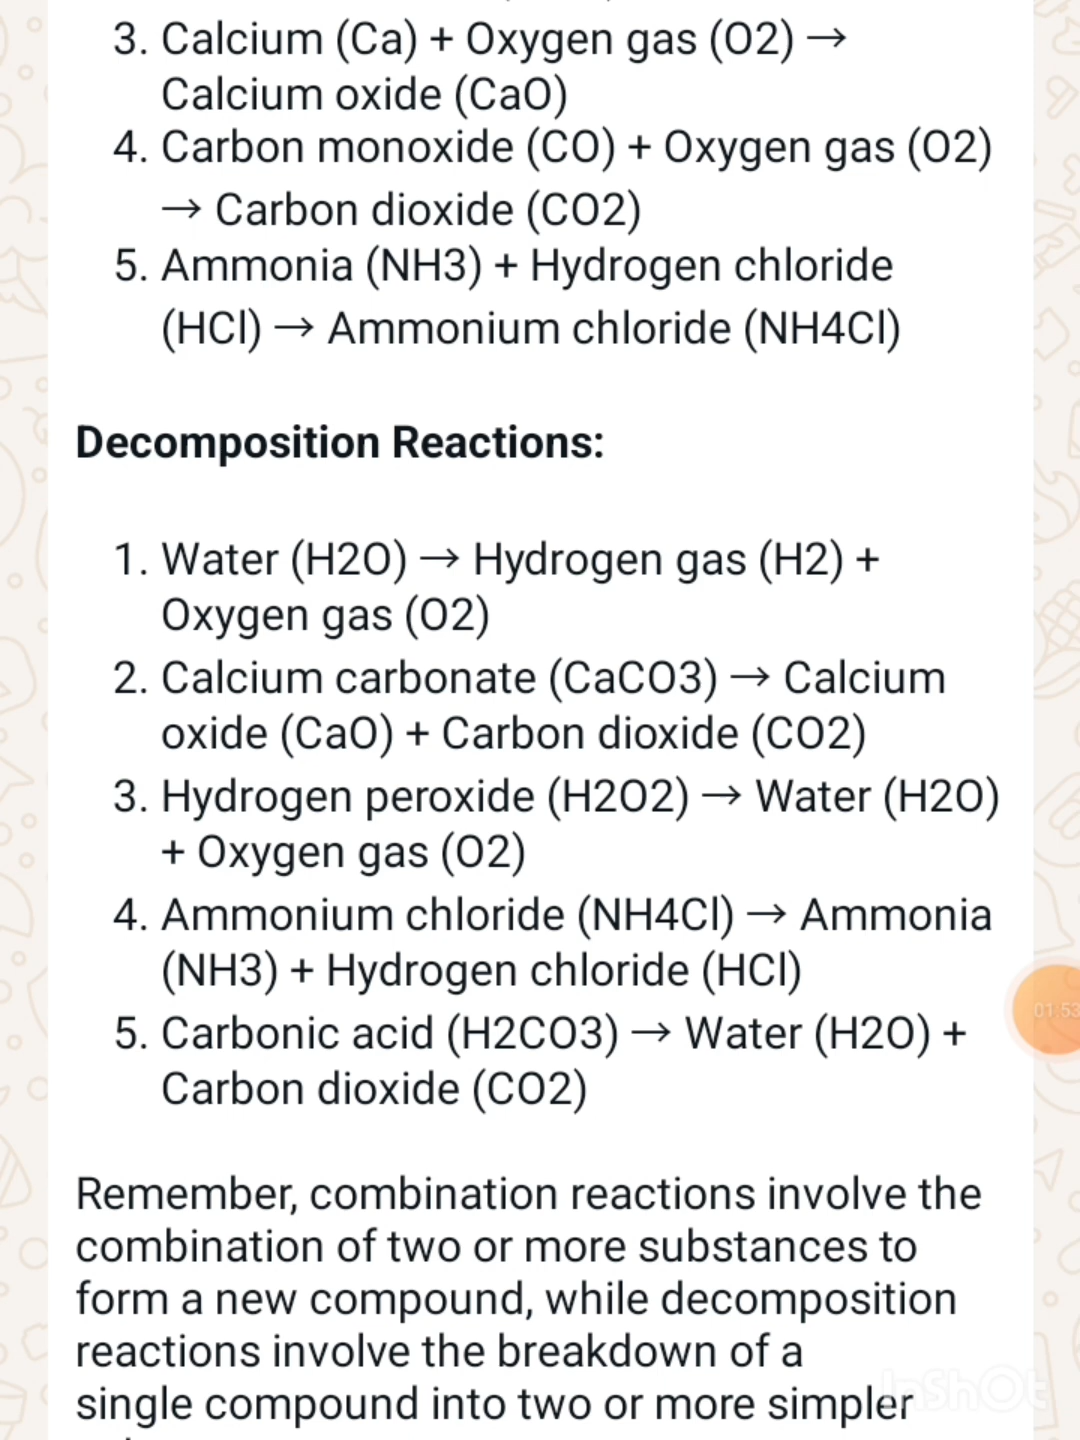 3. Calcium (Ca) + Oxygen gas (O2) →
Calcium oxide (CaO)
4. Carbon monoxide (CO) + Oxygen gas (O2)
→ Carbon dioxide (CO2)
5. Ammonia (NH3) + Hydrogen chloride
(HCl) → Ammonium chloride (NH4Cl)
Decomposition Reactions:
1. Water (H2O) → Hydrogen gas (H2) +
Oxygen gas (O2)
2. Calcium carbonate (CaCO3) → Calcium
oxide (CaO) + Carbon dioxide (CO2)
3. Hydrogen peroxide (H2O2) → Water (H2O)
+ Oxygen gas (O2)
4. Ammonium chloride (NH4Cl) → Ammonia
(NH3) + Hydrogen chloride (HCl)
5. Carbonic acid (H2CO3) → Water (H2O) +
Carbon dioxide (CO2)
01:53
Remember, combination reactions involve the
combination of two or more substances to
form a new compound, while decomposition
reactions involve the breakdown of a
single compound into two or more simpler
InShOt